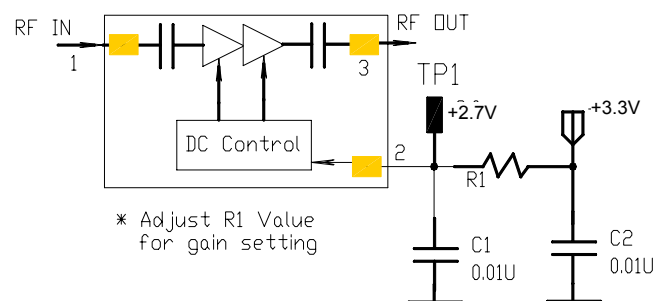 RF IN
RF OUT
1
3
TP1
+2.7V
+3.3V
DC Control
2
R1
* Adjust R1 Value
for gain setting
C1
0.01U
C2
0.01U